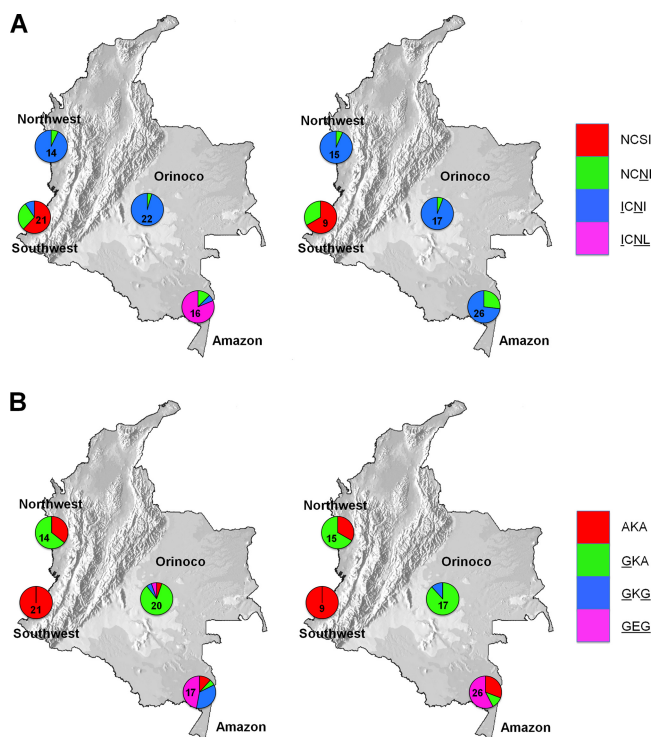 A
Northwest
14
Orinoco
22
21
Southwest
16
Amazon
Northwest
15
Orinoco
17
9
Southwest
26
Amazon
NCSI
NCNI
ICNI
ICNL
B
Northwest
14
Orinoco
20
21
Southwest
17
Amazon
Northwest
15
Orinoco
17
9
Southwest
26
Amazon
AKA
GKA
GKG
GEG